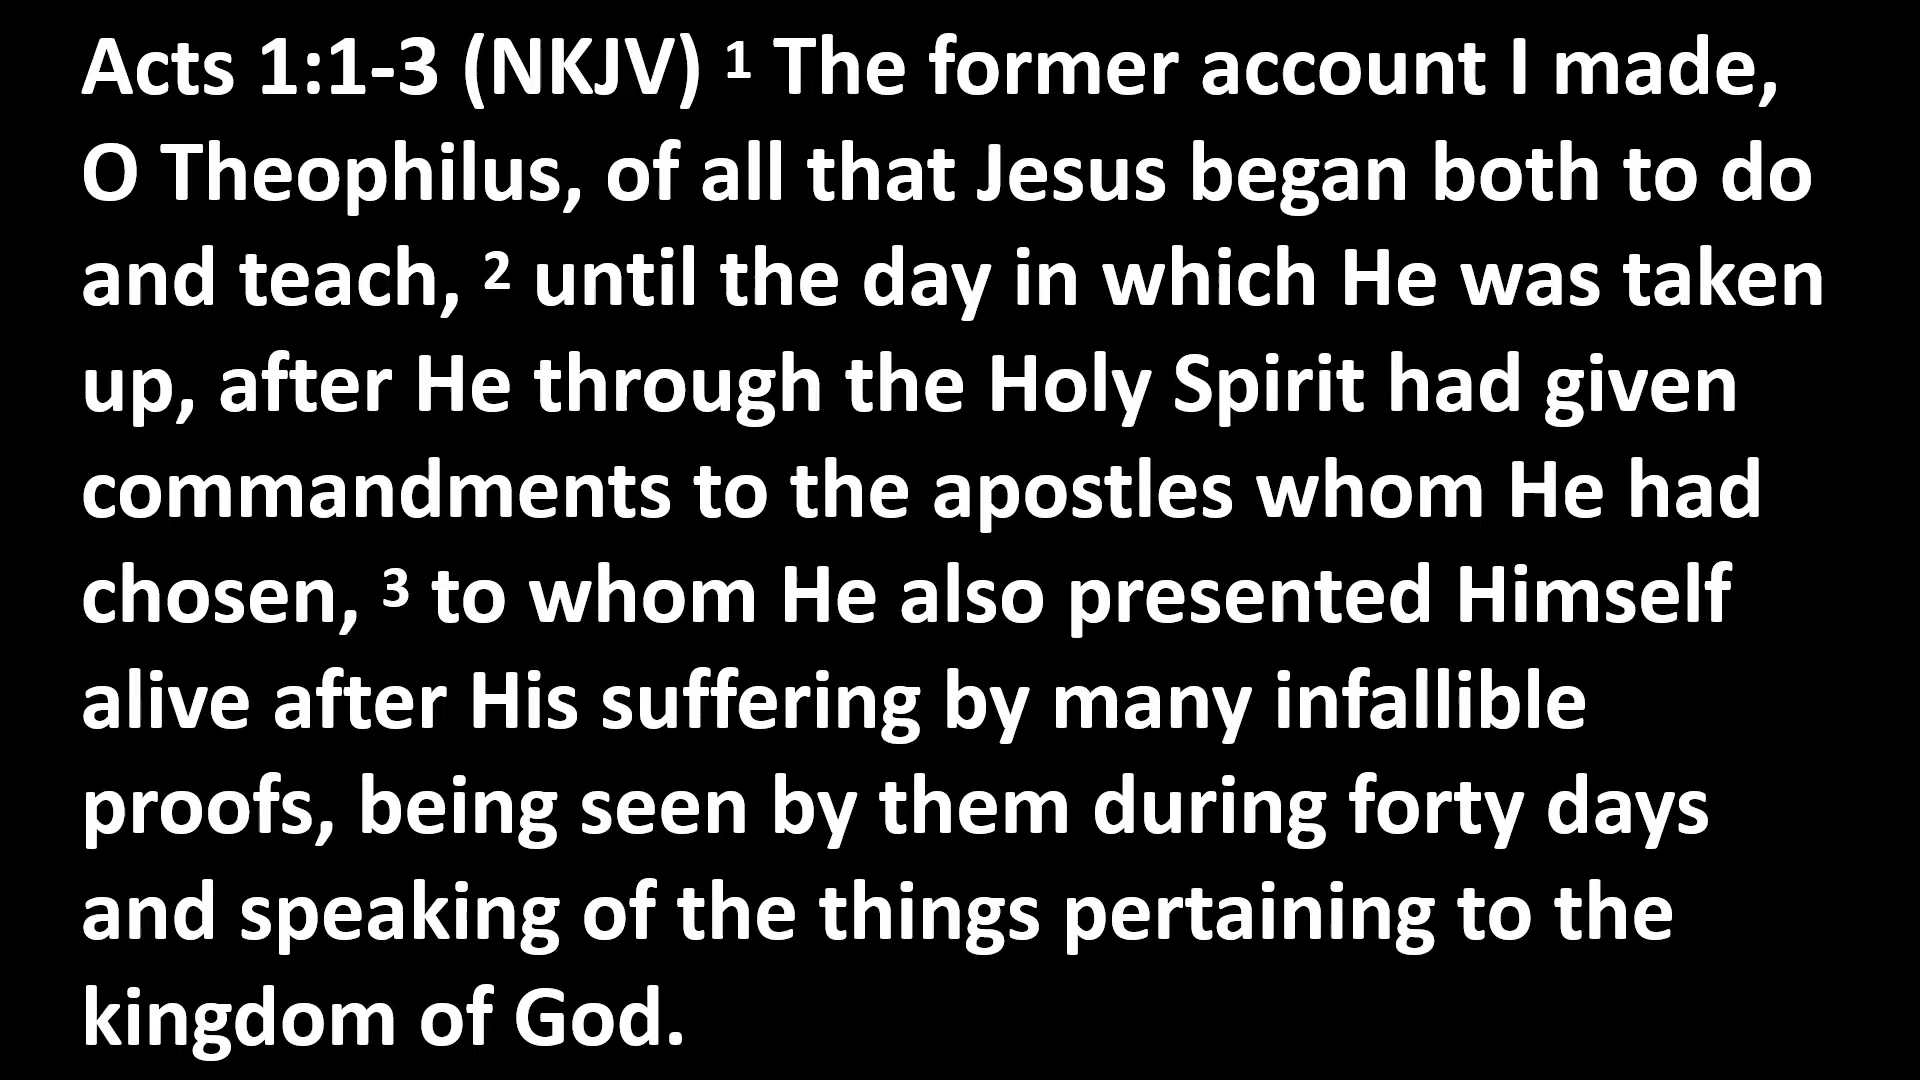 Acts 1:1-3 (NKJV) 1 The former account I made,
O Theophilus, of all that Jesus began both to do
and teach, 2 until the day in which He was taken
up, after He through the Holy Spirit had given
commandments to the apostles whom He had
chosen, 3 to whom He also presented Himself
alive after His suffering by many infallible
proofs, being seen by them during forty days
and speaking of the things pertaining to the
kingdom of God.